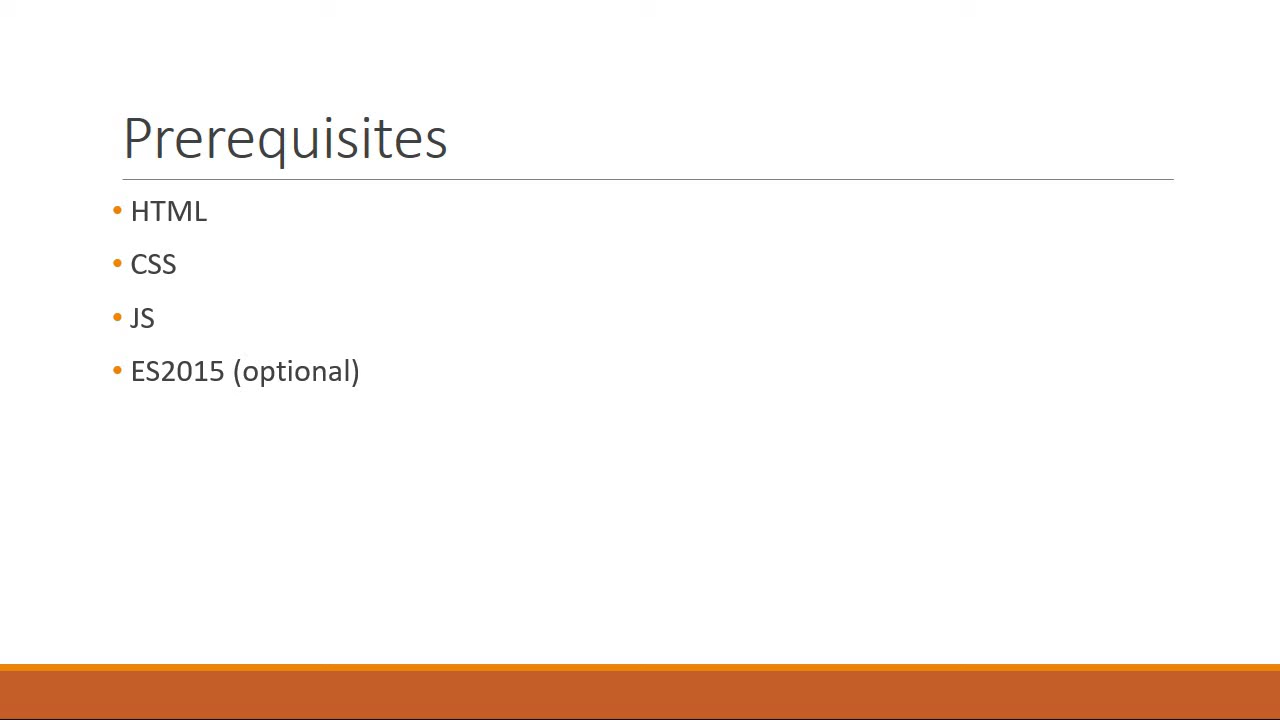 Prerequisites
• HTML
• CSS
• JS
• ES2015 (optional)